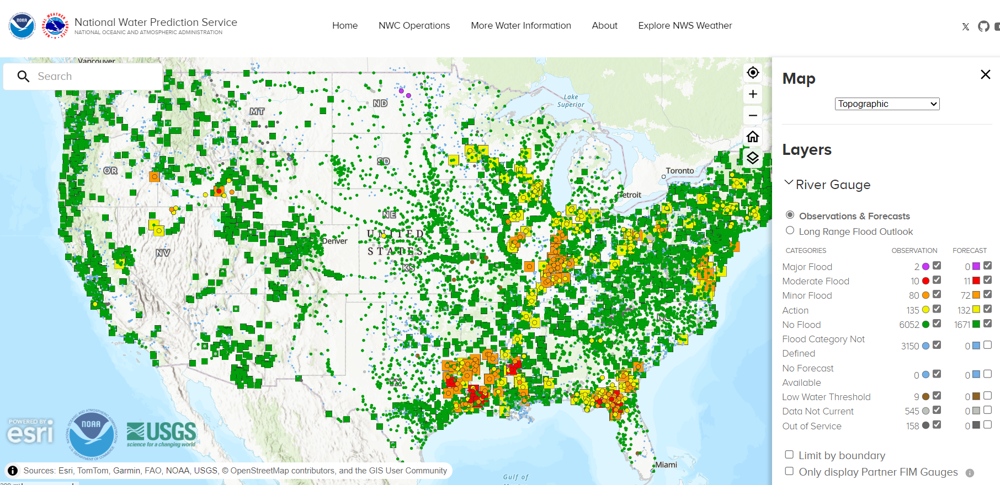 National Water Prediction Service
NATIONAL OCEANIC AND ATMOSPHERIC ADMINISTRATION
NOAA
Home
NWC Operations
More Water Information
About
Explore NWS Weather
Vancouver
Search
Lake
Superior
ND
MT
SD
OR
Toronto
Detroit
NE
UNITED
STATES
Denver
NV
KS
NC
TX
Miami
Gulf of
POWERED BY
esri
NOAA
U.S. DEPARTMENT OF COMMERCE
USGS
science for a changing world
Sources: Esri, TomTom, Garmin, FAO, NOAA, USGS, © OpenStreetMap contributors, and the GIS User Community
Map
Topographic
Layers
River Gauge
Observations & Forecasts
Long Range Flood Outlook
CATEGORIES OBSERVATION FORECAST
Major Flood 2 0
Moderate Flood 10 11
Minor Flood 80 72
Action 135 132
No Flood 6052 1671
Flood Category Not
Defined 3150 0
No Forecast
Available 0 0
Low Water Threshold 9 0
Data Not Current 545 0
Out of Service 158 0
Limit by boundary
Only display Partner FIM Gauges